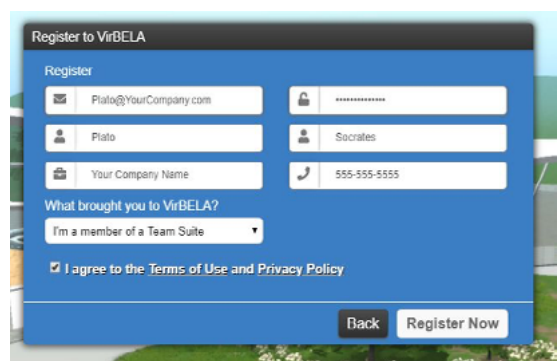 Register to VirBELA
Register
Plato@YourCompany.com
••••••••••••••
Plato
Socrates
Your Company Name
555-555-5555
What brought you to VirBELA?
I'm a member of a Team Suite
I agree to the Terms of Use and Privacy Policy
Back
Register Now